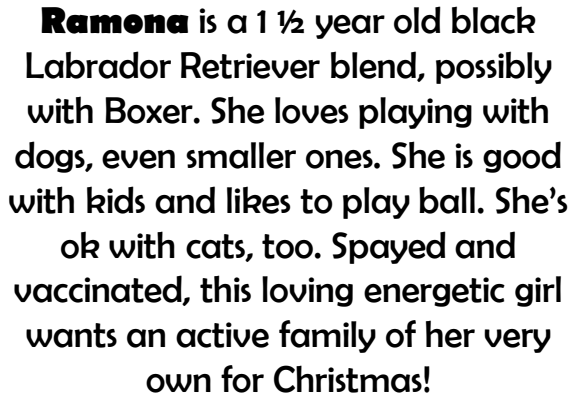 Ramona is a 1 ½ year old black
Labrador Retriever blend, possibly
with Boxer. She loves playing with
dogs, even smaller ones. She is good
with kids and likes to play ball. She’s
ok with cats, too. Spayed and
vaccinated, this loving energetic girl
wants an active family of her very
own for Christmas!